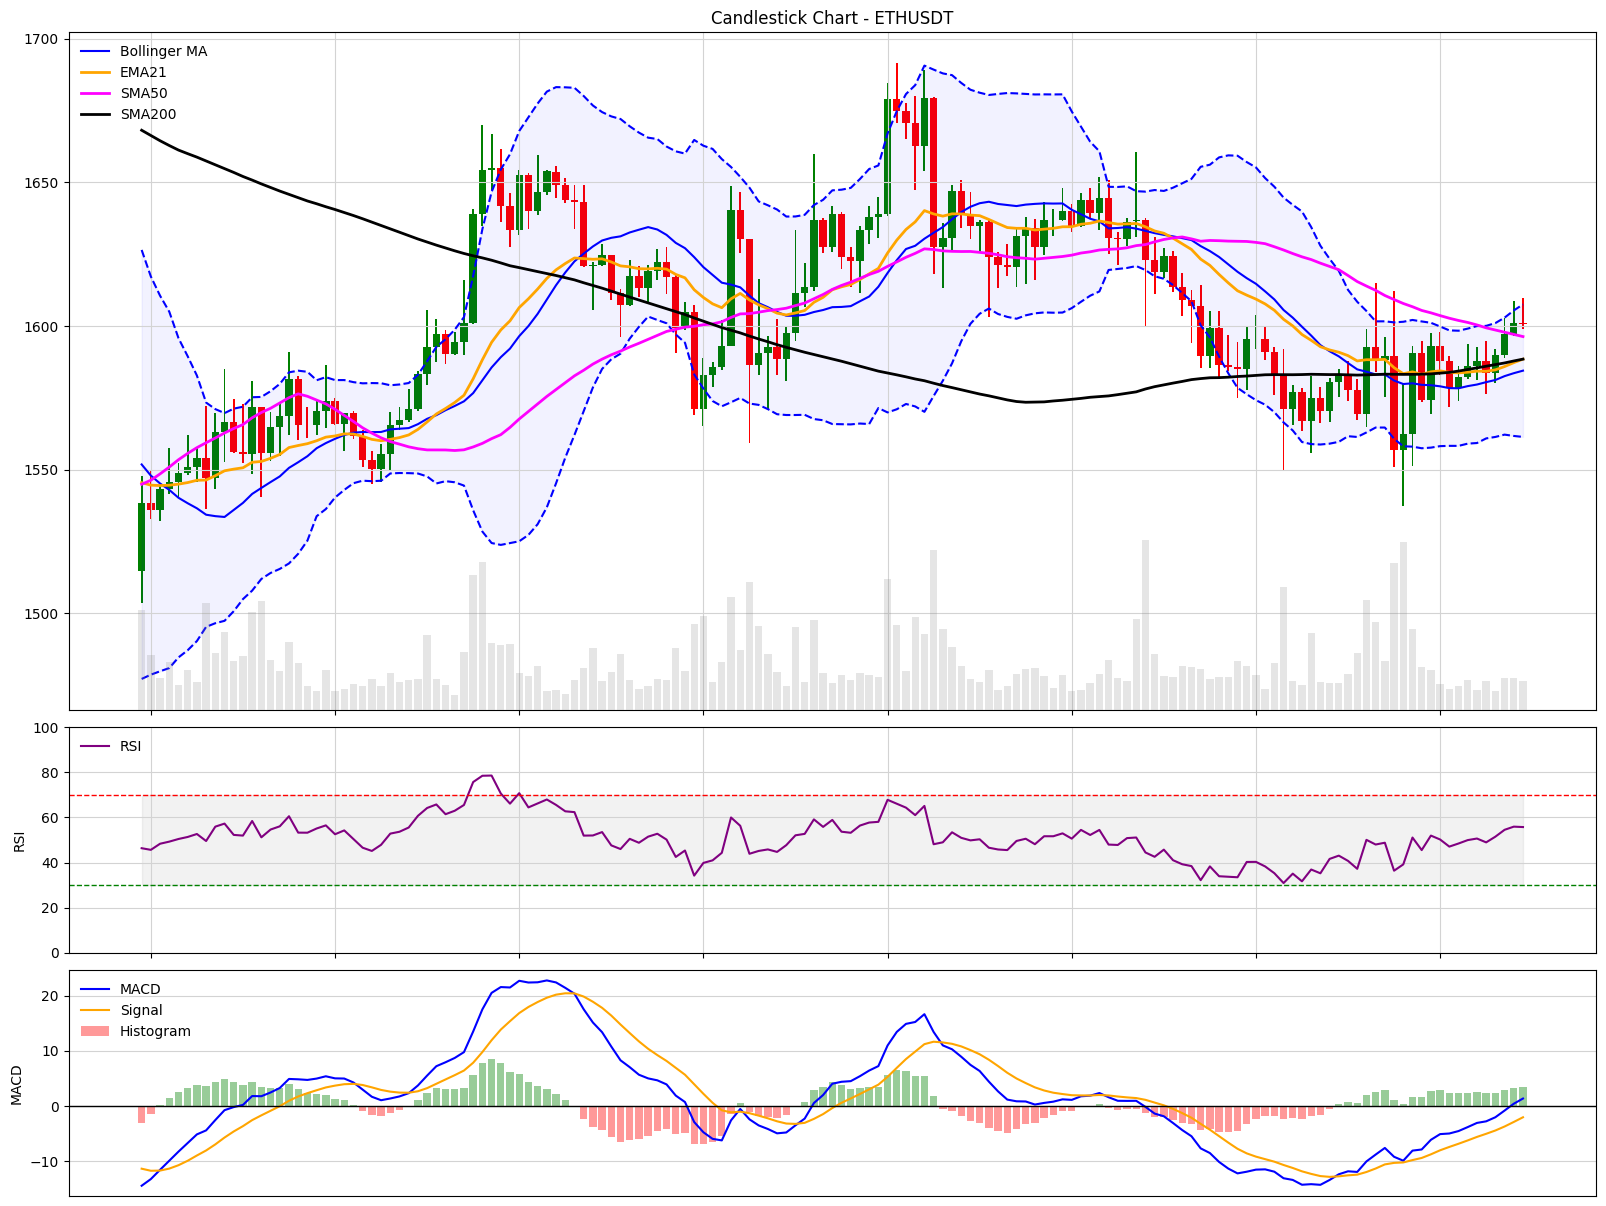 Candlestick Chart - ETHUSDT
1700
1650
1600
1550
1500
Bollinger MA
EMA21
SMA50
SMA200
100
80
60
40
20
0
RSI
RSI
20
10
0
−10
MACD
MACD
Signal
Histogram